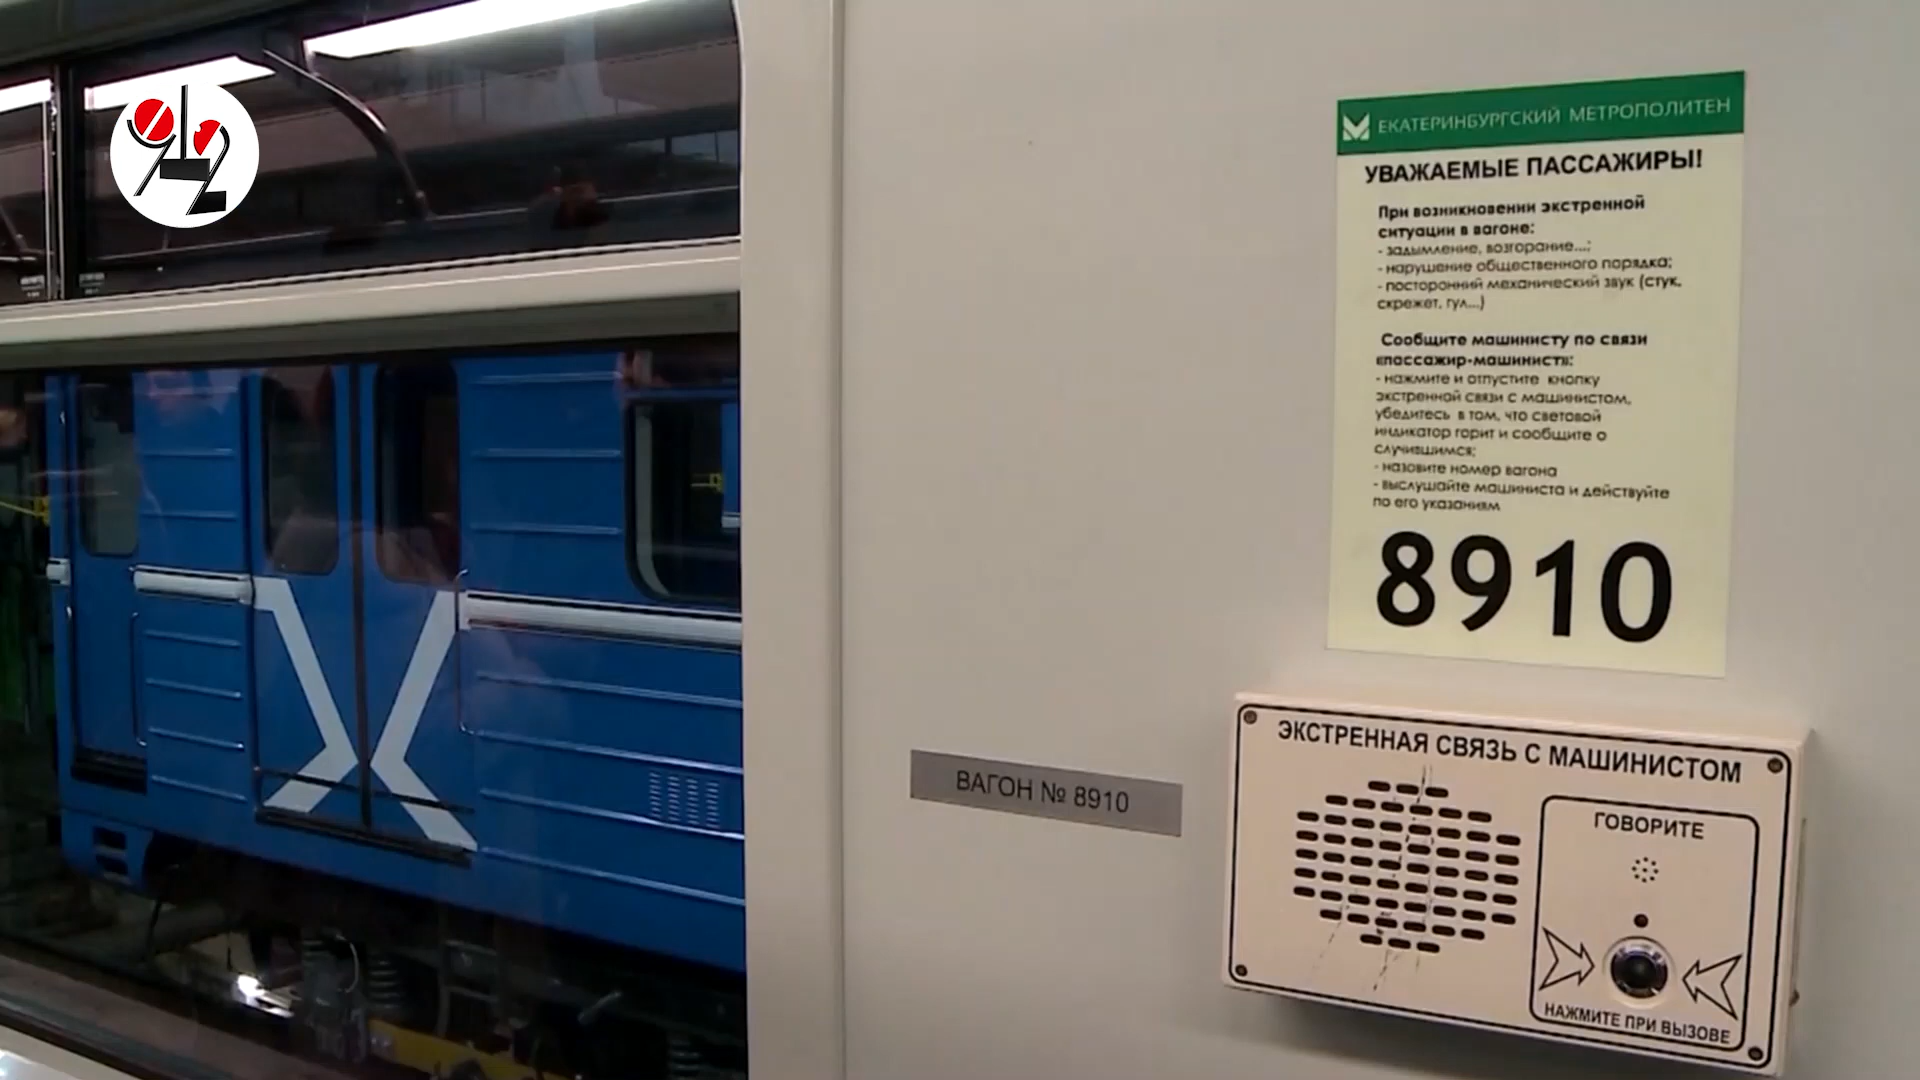 ЕКАТЕРИНБУРГСКИЙ МЕТРОПОЛИТЕН
УВАЖАЕМЫЕ ПАССАЖИРЫ!
При возникновении экстренной
ситуации в вагоне:
- задымление, возгорание...;
- нарушение общественного порядка;
- посторонний механический звук (стук,
скрежет, гул...)
Сообщите машинисту по связи
«пассажир-машинист»:
- нажмите и отпустите кнопку
экстренной связи с машинистом,
убедитесь в том, что световой
индикатор горит и сообщите о
случившимся;
- назовите номер вагона
- выслушайте машиниста и действуйте
по его указаниям
8910
ВАГОН № 8910
ЭКСТРЕННАЯ СВЯЗЬ С МАШИНИСТОМ
ГОВОРИТЕ
НАЖМИТЕ ПРИ ВЫЗОВЕ